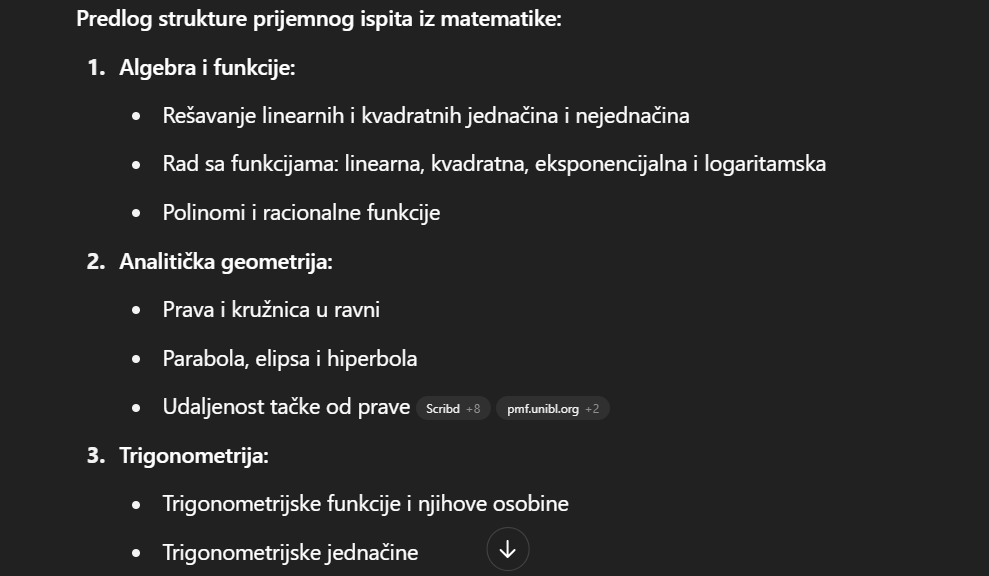 Predlog strukture prijemnog ispita iz matematike:
1. Algebra i funkcije:
• Rešavanje linearnih i kvadratnih jednačina i nejednačina
• Rad sa funkcijama: linearna, kvadratna, eksponencijalna i logaritamska
• Polinomi i racionalne funkcije
2. Analitička geometrija:
• Prava i kružnica u ravni
• Parabola, elipsa i hiperbola
• Udaljenost tačke od prave Scribd +8 pmf.unibl.org +2
3. Trigonometrija:
• Trigonometrijske funkcije i njihove osobine
• Trigonometrijske jednačine